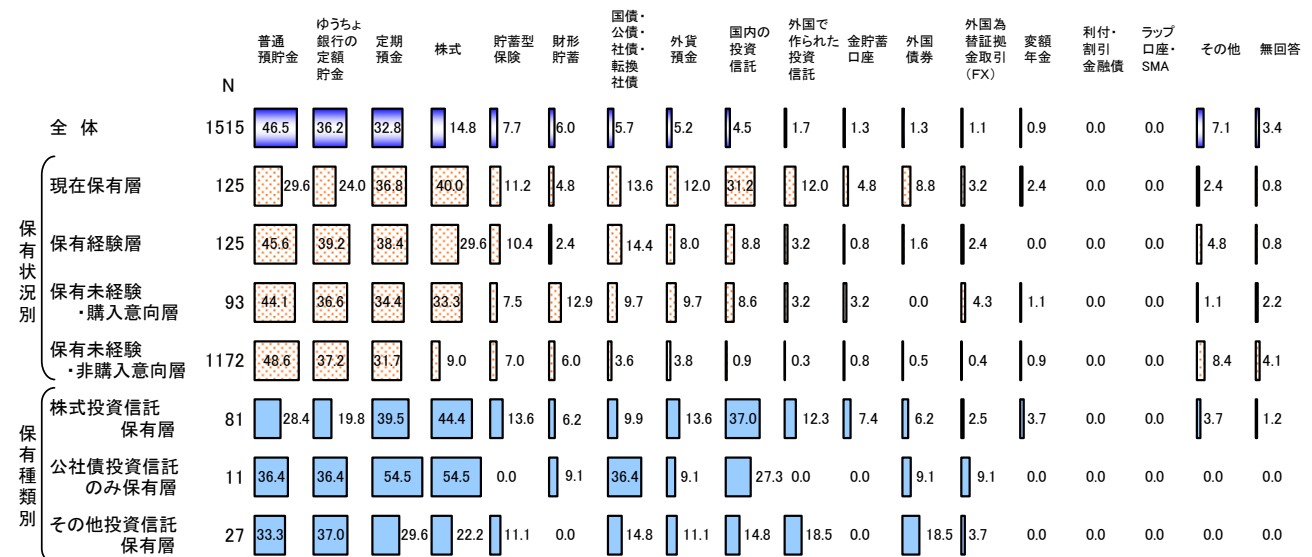 N 普通預貯金 ゆうちょ銀行の定額貯金 定期預金 株式 貯蓄型保険 財形貯蓄 国債・公債・社債・転換社債 外貨預金 国内の投資信託 外国で作られた投資信託 金貯蓄口座 外国債券 外国為替証拠金取引(FX) 変額年金 利付・割引金融債 ラップ口座・SMA その他 無回答
全 体 1515 46.5 36.2 32.8 14.8 7.7 6.0 5.7 5.2 4.5 1.7 1.3 1.3 1.1 0.9 0.0 0.0 7.1 3.4
保有状況別
現在保有層 125 29.6 24.0 36.8 40.0 11.2 4.8 13.6 12.0 31.2 12.0 4.8 8.8 3.2 2.4 0.0 0.0 2.4 0.8
保有経験層 125 45.6 39.2 38.4 29.6 10.4 2.4 14.4 8.0 8.8 3.2 0.8 1.6 2.4 0.0 0.0 0.0 4.8 0.8
保有未経験
・購入意向層 93 44.1 36.6 34.4 33.3 7.5 12.9 9.7 9.7 8.6 3.2 3.2 0.0 4.3 1.1 0.0 0.0 1.1 2.2
保有未経験
・非購入意向層 1172 48.6 37.2 31.7 9.0 7.0 6.0 3.6 3.8 0.9 0.3 0.8 0.5 0.4 0.9 0.0 0.0 8.4 4.1
保有種類別
株式投資信託
保有層 81 28.4 19.8 39.5 44.4 13.6 6.2 9.9 13.6 37.0 12.3 7.4 6.2 2.5 3.7 0.0 0.0 3.7 1.2
公社債投資信託
のみ保有層 11 36.4 36.4 54.5 54.5 0.0 9.1 36.4 9.1 27.3 0.0 0.0 9.1 9.1 0.0 0.0 0.0 0.0 0.0
その他投資信託
保有層 27 33.3 37.0 29.6 22.2 11.1 0.0 14.8 11.1 14.8 18.5 0.0 18.5 3.7 0.0 0.0 0.0 0.0 0.0